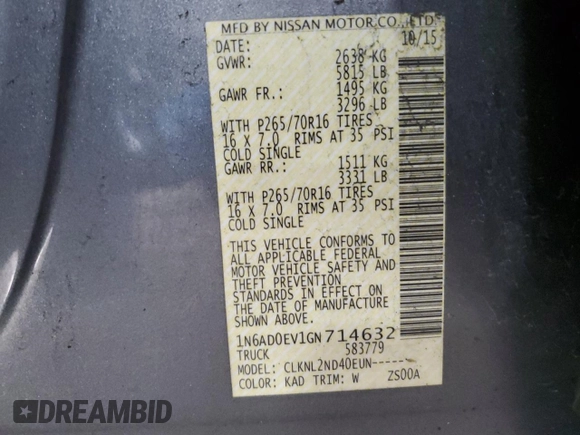 MFD BY NISSAN MOTOR CO.,LTD.
DATE: 10/15
GVWR: 2638 KG
5815 LB
GAWR FR.: 1495 KG
3296 LB
WITH P265/70R16 TIRES
16 X 7.0 RIMS AT 35 PSI
COLD SINGLE
GAWR RR.: 1511 KG
3331 LB
WITH P265/70R16 TIRES
16 X 7.0 RIMS AT 35 PSI
COLD SINGLE
THIS VEHICLE CONFORMS TO
ALL APPLICABLE FEDERAL
MOTOR VEHICLE SAFETY AND
THEFT PREVENTION
STANDARDS IN EFFECT ON
THE DATE OF MANUFACTURE
SHOWN ABOVE.
1N6AD0EV1GN714632
TRUCK 583779
MODEL: CLKNL2ND40EUN------
COLOR: KAD TRIM: W ZS00A
DREAMBID